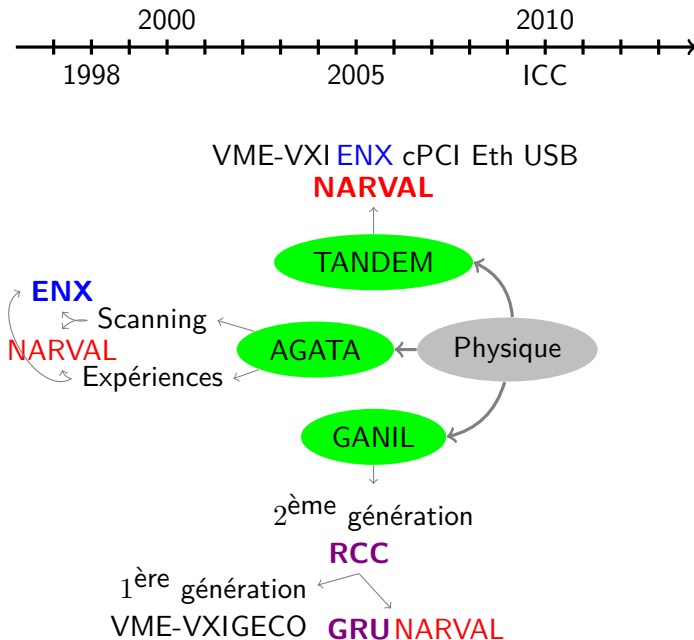 2000 2010
1998 2005 ICC
VME-VXI ENX cPCI Eth USB
NARVAL
TANDEM
ENX
Scanning
NARVAL
Expériences
AGATA
Physique
GANIL
2ème génération
RCC
1ère génération
VME-VXIGECO GRU NARVAL